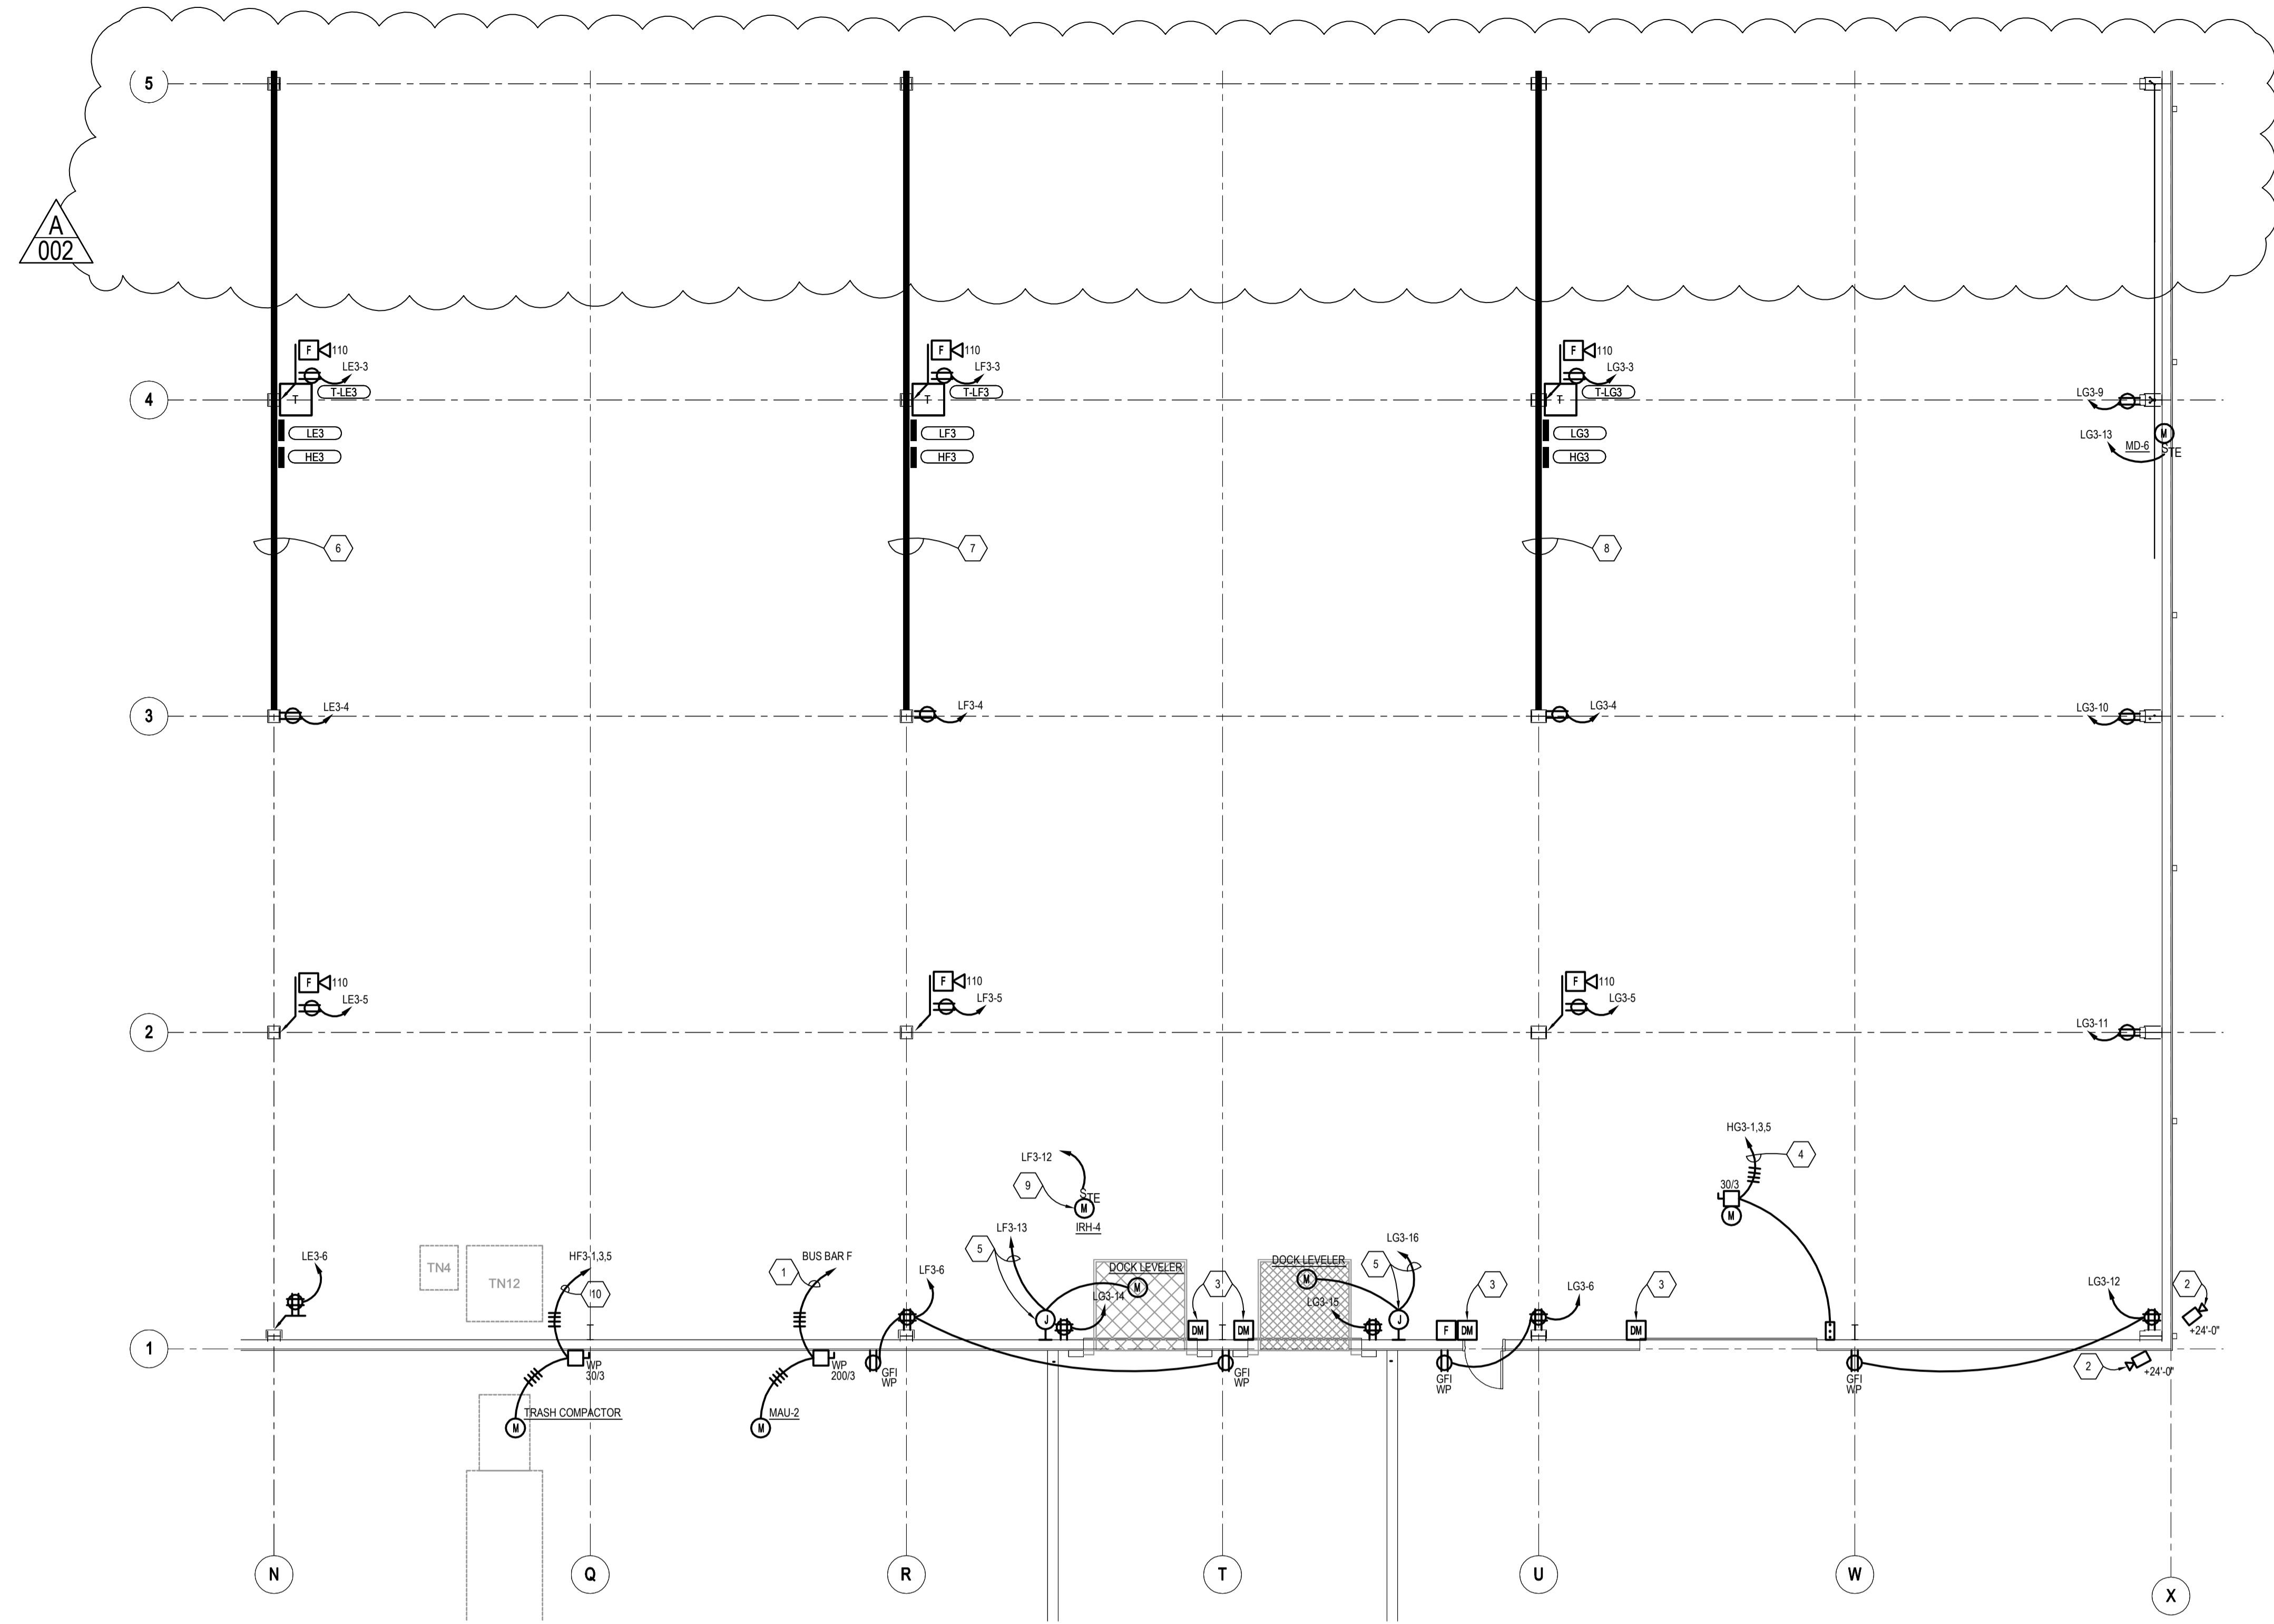 5
A
002
F 110
LE3-3
T
T-LE3
LE3
HE3
F 110
LF3-3
T
T-LF3
LF3
HF3
F 110
LG3-3
T
T-LG3
LG3
HG3
4
LG3-9
LG3-13
MD-6
M
STE
6
7
8
3
LE3-4
LF3-4
LG3-4
LG3-10
F 110
LE3-5
F 110
LF3-5
F 110
LG3-5
2
LG3-11
HG3-1,3,5
4
30/3
M
LF3-12
9
STE
M
IRH-4
LE3-6
TN4
TN12
HF3-1,3,5
10
BUS BAR F
1
LF3-6
LF3-13
5
DOCK LEVELER
M
LG3-14
J
3
DM
DM
DOCK LEVELER
M
LG3-15
LG3-16
5
J
3
F
DM
LG3-6
3
DM
LG3-12
2
+24'-0"
1
WP
30/3
WP
200/3
GFI
WP
GFI
WP
GFI
WP
GFI
WP
2
+24'-0"
TRASH COMPACTOR
M
MAU-2
M
N
Q
R
T
U
W
X